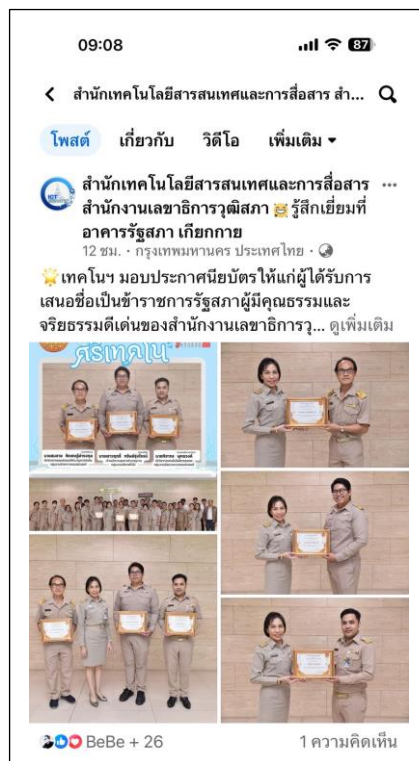 09:08
87
สำนักเทคโนโลยีสารสนเทศและการสื่อสาร สำ...
โพสต์ เกี่ยวกับ วิดีโอ เพิ่มเติม
ICT
สำนักเทคโนโลยีสารสนเทศและการสื่อสาร
สำนักงานเลขาธิการวุฒิสภา 😁 รู้สึกเยี่ยมที่
อาคารรัฐสภา เกียกกาย
12 ชม. · กรุงเทพมหานคร ประเทศไทย ·
🌟เทคโนฯ มอบประกาศนียบัตรให้แก่ผู้ได้รับการ
เสนอชื่อเป็นข้าราชการรัฐสภาผู้มีคุณธรรมและ
จริยธรรมดีเด่นของสำนักงานเลขาธิการวุ... ดูเพิ่มเติม
ศรีเทคโน
BeBe + 26
1 ความคิดเห็น